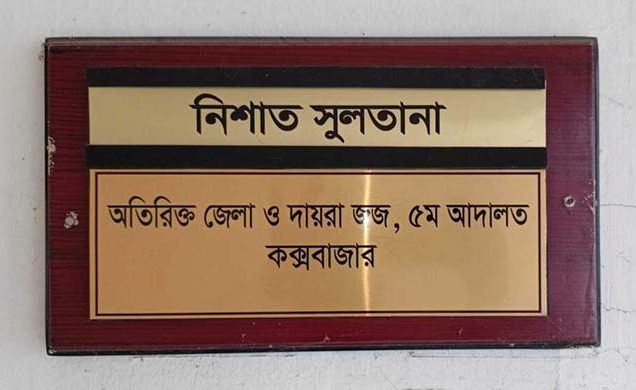 নিশাত সুলতানা
অতিরিক্ত জেলা ও দায়রা জজ, ৫ম আদালত
কক্সবাজার